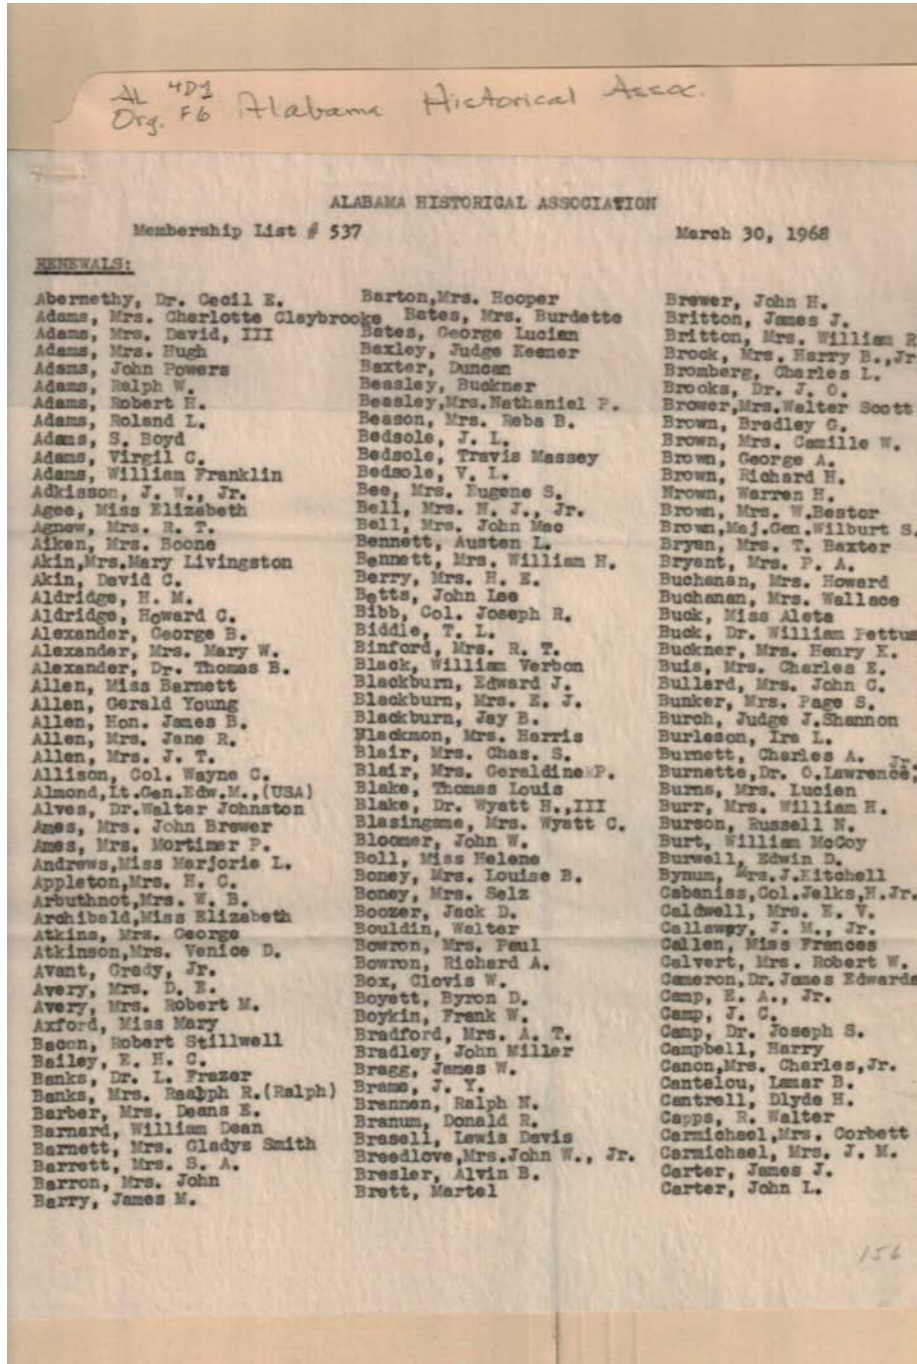 AL 4D1
Org. F6 Alabama Historical Assoc.
ALABAMA HISTORICAL ASSOCIATION
Membership List # 537 March 30, 1968
RENEWALS:
Abernethy, Dr. Cecil E.
Adams, Mrs. Charlotte Claybrooke
Adams, Mrs. David, III
Adams, Mrs. Hugh
Adams, John Powers
Adams, Ralph W.
Adams, Robert H.
Adams, Roland L.
Adams, S. Boyd
Adams, Virgil C.
Adams, William Franklin
Adkisson, J. W., Jr.
Agee, Miss Elizabeth
Agnew, Mrs. R. T.
Aiken, Mrs. Boone
Akin,Mrs.Mary Livingston
Akin, David C.
Aldridge, H. M.
Aldridge, Howard C.
Alexander, George B.
Alexander, Mrs. Mary W.
Alexander, Dr. Thomas B.
Allen, Miss Barnett
Allen, Gerald Young
Allen, Hon. James B.
Allen, Mrs. Jane R.
Allen, Mrs. J. T.
Allison, Col. Wayne C.
Almond,Lt.Gen.Edw.M.,(USA)
Alves, Dr.Walter Johnston
Ames, Mrs. John Brewer
Ames, Mrs. Mortimer P.
Andrews,Miss Marjorie L.
Appleton,Mrs. H. C.
Arbuthnot,Mrs. W. B.
Archibald,Miss Elizabeth
Atkins, Mrs. George
Atkinson,Mrs. Venice D.
Avant, Grady, Jr.
Avery, Mrs. D. E.
Avery, Mrs. Robert M.
Axford, Miss Mary
Bacon, Robert Stillwell
Bailey, E. H. C.
Banks, Dr. L. Frazer
Banks, Mrs. Raalph R.(Ralph)
Barber, Mrs. Deans E.
Barnard, William Dean
Barnett, Mrs. Gladys Smith
Barrett, Mrs. S. A.
Barron, Mrs. John
Barry, James M.
Barton,Mrs. Hooper
Bates, Mrs. Burdette
Bates, George Lucian
Baxley, Judge Keener
Baxter, Duncan
Beasley, Buckner
Beasley,Mrs.Nathaniel P.
Beason, Mrs. Reba B.
Bedsole, J. L.
Bedsole, Travis Massey
Bedsole, V. L.
Bee, Mrs. Eugene S.
Bell, Mrs. N. J., Jr.
Bell, Mrs. John Mac
Bennett, Austen L.
Bennett, Mrs. William H.
Berry, Mrs. H. E.
Betts, John Lee
Bibb, Col. Joseph R.
Biddle, T. L.
Binford, Mrs. R. T.
Black, William Verbon
Blackburn, Edward J.
Blackburn, Mrs. E. J.
Blackburn, Jay B.
Blackmon, Mrs. Harris
Blair, Mrs. Chas. S.
Blair, Mrs. Geraldine P.
Blake, Thomas Louis
Blake, Dr. Wyatt H.,III
Blasingame, Mrs. Wyatt C.
Bloomer, John W.
Boll, Miss Helene
Boney, Mrs. Louise B.
Boney, Mrs. Selz
Boozer, Jack D.
Bouldin, Walter
Bowron, Mrs. Paul
Bowron, Richard A.
Box, Clovis W.
Boyett, Byron D.
Boykin, Frank W.
Bradford, Mrs. A. T.
Bradley, John Miller
Bragg, James W.
Brame, J. Y.
Brannen, Ralph N.
Branum, Donald R.
Brasell, Lewis Davis
Breedlove,Mrs.John W., Jr.
Bresler, Alvin B.
Brett, Martel
Brewer, John H.
Britton, James J.
Britton, Mrs. William R
Brock, Mrs. Harry B.,Jr
Bromberg, Charles L.
Brooks, Dr. J. O.
Brower,Mrs.Walter Scott
Brown, Bradley G.
Brown, Mrs. Camille W.
Brown, George A.
Brown, Richard H.
Nrown, Warren H.
Brown, Mrs. W.Bestor
Brown,Maj.Gen.Wilburt S.
Bryan, Mrs. T. Baxter
Bryant, Mrs. P. A.
Buchanan, Mrs. Howard
Buchanan, Mrs. Wallace
Buck, Miss Aleta
Buck, Dr. William Pettus
Buckner, Mrs. Henry K.
Buis, Mrs. Charles E.
Bullard, Mrs. John C.
Bunker, Mrs. Page S.
Burch, Judge J.Shannon
Burleson, Ira L.
Burnett, Charles A.
Burnette,Dr. O.Lawrence, Jr.
Burns, Mrs. Lucien
Burr, Mrs. William H.
Burson, Russell N.
Burt, William McCoy
Burwell, Edwin D.
Bynum, Mrs.J.Kitchell
Cabaniss,Col.Jelks,H.Jr.
Caldwell, Mrs. E. V.
Callaway, J. M., Jr.
Callen, Miss Frances
Calvert, Mrs. Robert W.
Cameron,Dr.James Edwards
Camp, E. A., Jr.
Camp, J. C.
Camp, Dr. Joseph S.
Campbell, Harry
Canon,Mrs. Charles,Jr.
Cantelou, Lamar B.
Cantrell, Dlyde H.
Capps, R. Walter
Carmichael,Mrs. Corbett
Carmichael, Mrs. J. M.
Carter, James J.
Carter, John L.
156